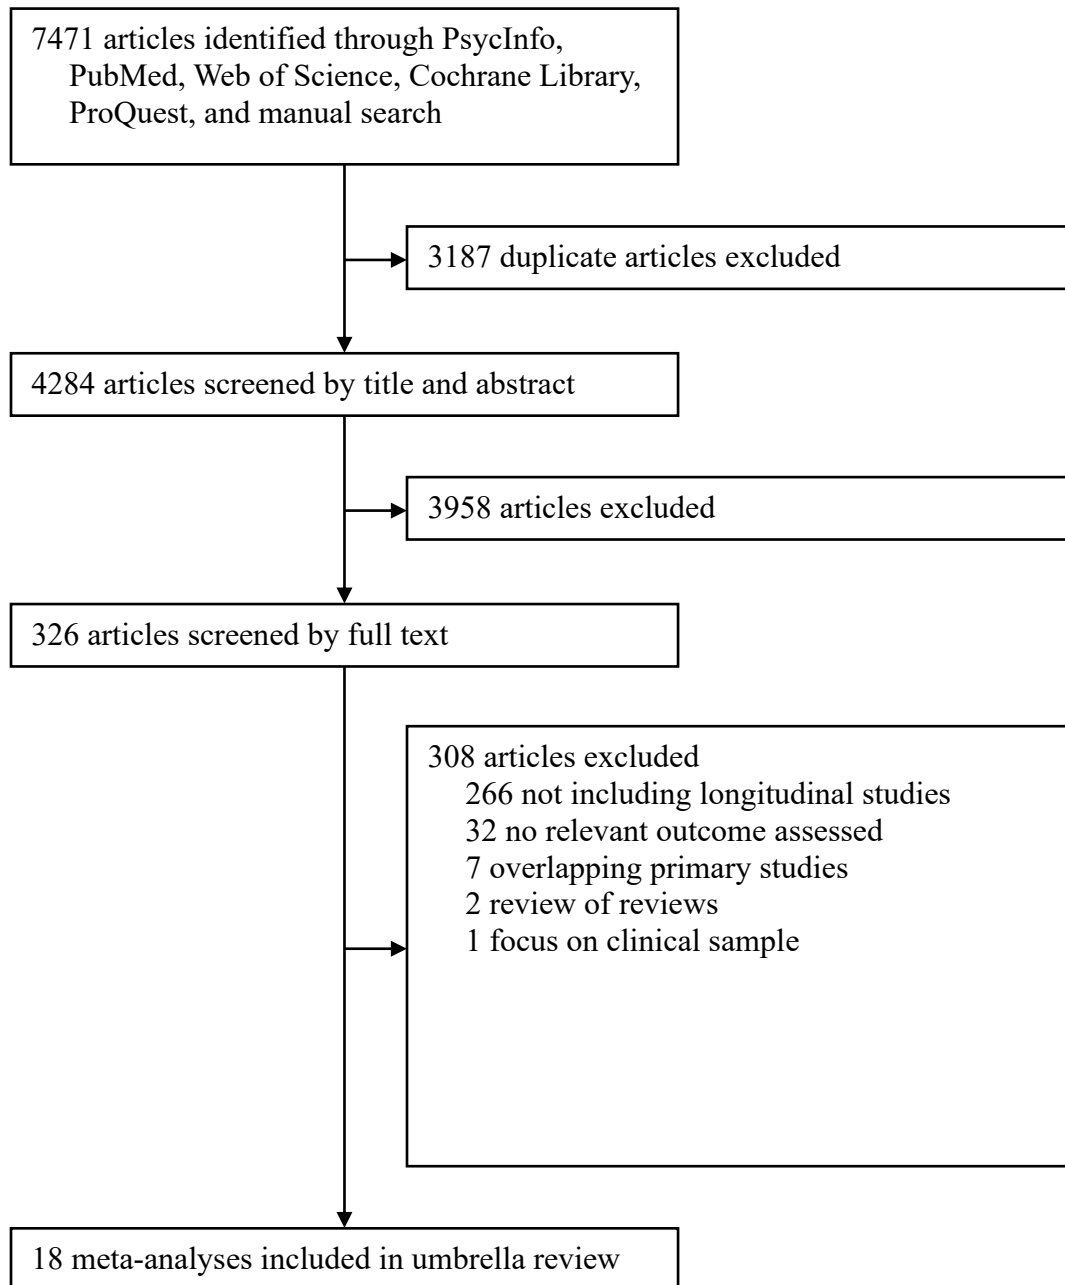 7471 articles identified through PsycInfo,
PubMed, Web of Science, Cochrane Library,
ProQuest, and manual search
3187 duplicate articles excluded
4284 articles screened by title and abstract
3958 articles excluded
326 articles screened by full text
308 articles excluded
266 not including longitudinal studies
32 no relevant outcome assessed
7 overlapping primary studies
2 review of reviews
1 focus on clinical sample
18 meta-analyses included in umbrella review